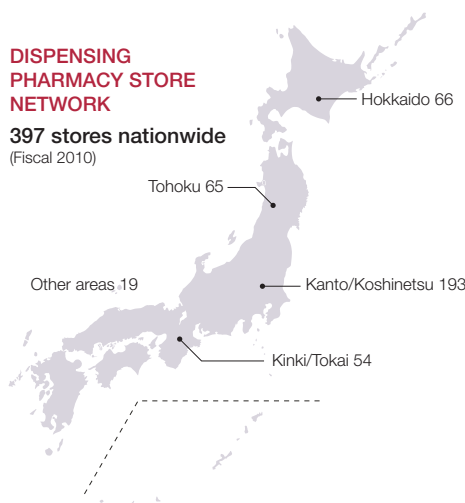 DISPENSING
PHARMACY STORE
NETWORK
397 stores nationwide
(Fiscal 2010)
Hokkaido 66
Tohoku 65
Other areas 19
Kanto/Koshinetsu 193
Kinki/Tokai 54